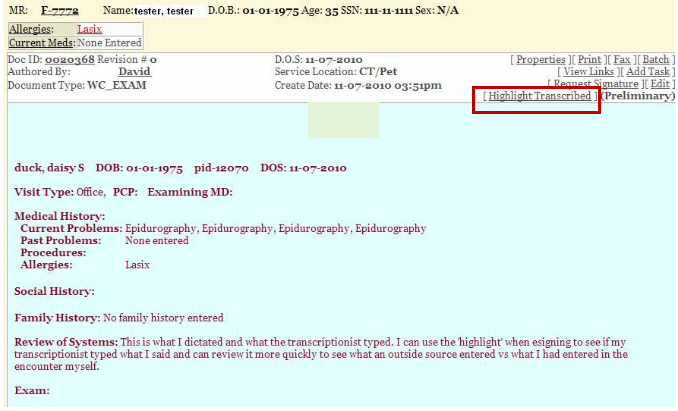 MR: F-7772 Name: tester, tester D.O.B.: 01-01-1975 Age: 35 SSN: 111-11-1111 Sex: N/A
Allergies: Lasix
Current Meds: None Entered
Doc ID: 0020368 Revision # 0 D.O.S: 11-07-2010 [ Properties ][ Print ][ Fax ][ Batch ]
Authored By: David Service Location: CT/Pet [ View Links ][ Add Task ]
Document Type: WC_EXAM Create Date: 11-07-2010 03:51pm [ Request Signature ][ Edit ]
[ Highlight Transcribed ] (Preliminary)
duck, daisy S DOB: 01-01-1975 pid-12070 DOS: 11-07-2010
Visit Type: Office, PCP: Examining MD:
Medical History:
Current Problems: Epidurography, Epidurography, Epidurography, Epidurography
Past Problems: None entered
Procedures:
Allergies: Lasix
Social History:
Family History: No family history entered
Review of Systems: This is what I dictated and what the transcriptionist typed. I can use the 'highlight' when esigning to see if my
transcriptionist typed what I said and can review it more quickly to see what an outside source entered vs what I had entered in the
encounter myself.
Exam: